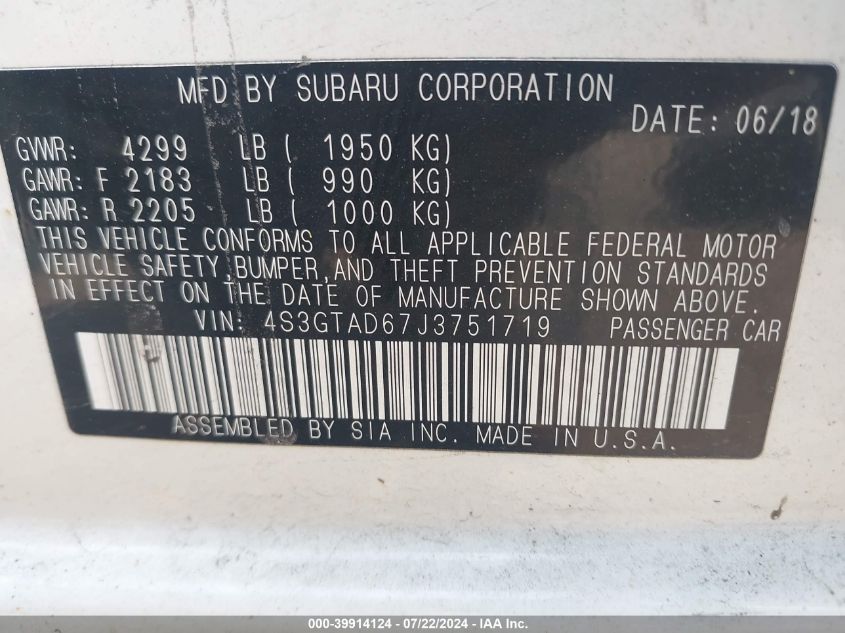 MFD BY SUBARU CORPORATION
DATE: 06/18
GVWR: 4299 LB ( 1950 KG)
GAWR: F 2183 LB ( 990 KG)
GAWR: R 2205 LB ( 1000 KG)
THIS VEHICLE CONFORMS TO ALL APPLICABLE FEDERAL MOTOR
VEHICLE SAFETY,BUMPER,AND THEFT PREVENTION STANDARDS
IN EFFECT ON THE DATE OF MANUFACTURE SHOWN ABOVE.
VIN: 4S3GTAD67J3751719 PASSENGER CAR
ASSEMBLED BY SIA INC. MADE IN U.S.A.
000-39914124 - 07/22/2024 - IAA Inc.